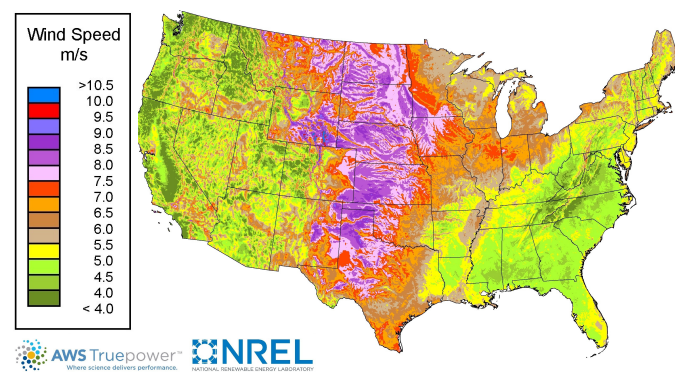 Wind Speed
m/s
>10.5
10.0
9.5
9.0
8.5
8.0
7.5
7.0
6.5
6.0
5.5
5.0
4.5
4.0
< 4.0
AWS Truepower™
Where science delivers performance.
NREL
NATIONAL RENEWABLE ENERGY LABORATORY